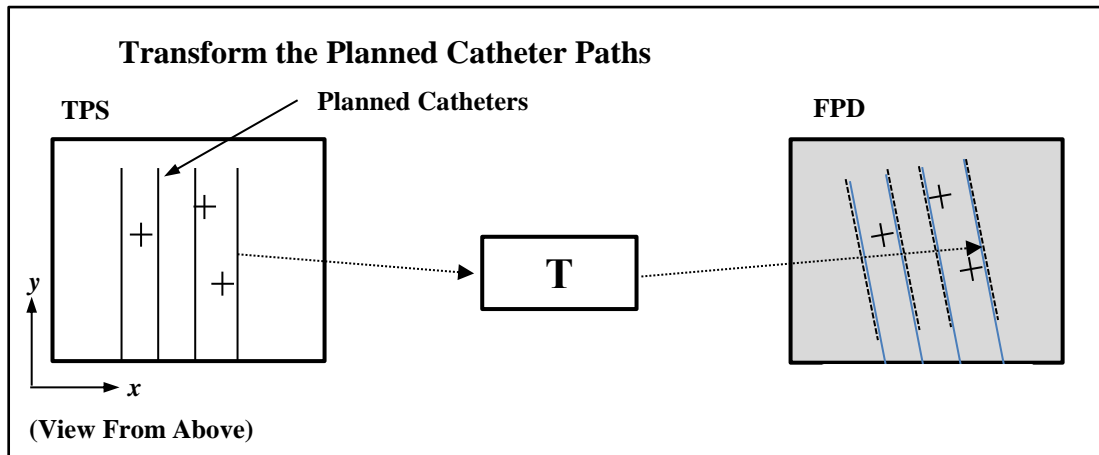 Transform the Planned Catheter Paths
Planned Catheters
TPS
FPD
T
y
x
(View From Above)